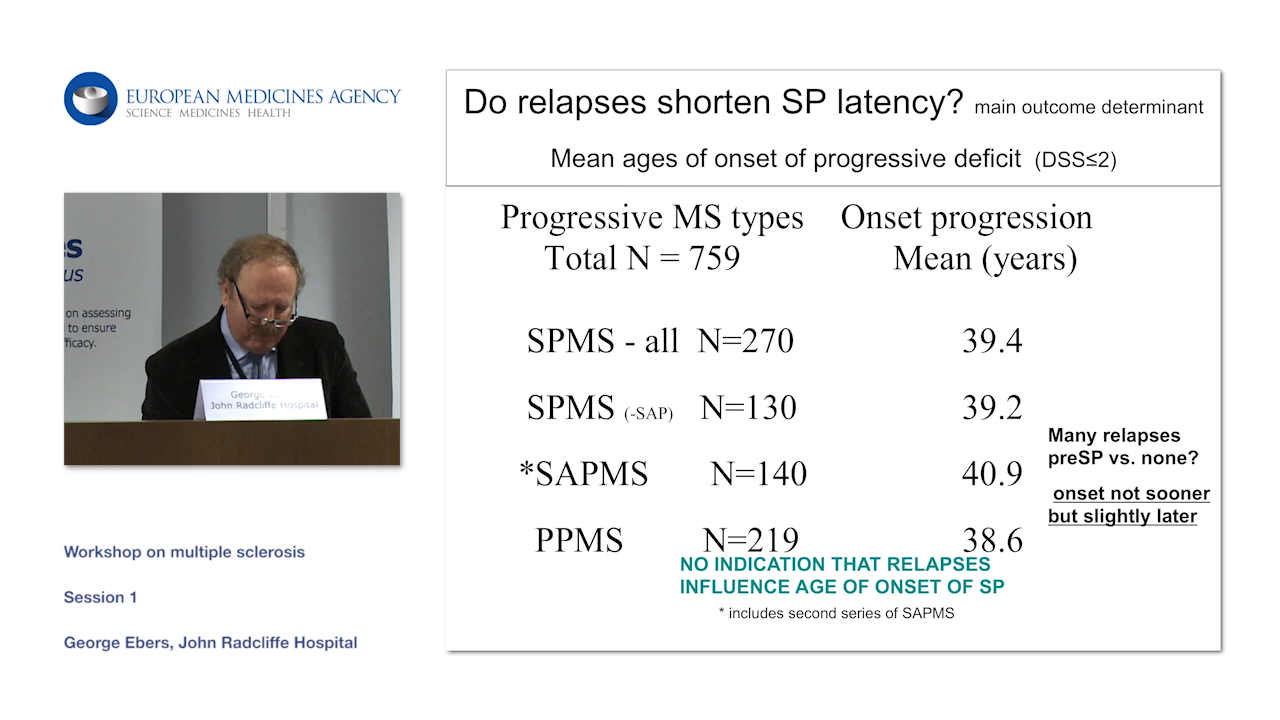 EUROPEAN MEDICINES AGENCY
SCIENCE MEDICINES HEALTH
es
us
on assessing
to ensure
ficacy.
George
John Radcliffe Hospital
Workshop on multiple sclerosis
Session 1
George Ebers, John Radcliffe Hospital
Do relapses shorten SP latency? main outcome determinant
Mean ages of onset of progressive deficit (DSS≤2)
Progressive MS types Onset progression
Total N = 759 Mean (years)
SPMS - all N=270 39.4
SPMS (-SAP) N=130 39.2
*SAPMS N=140 40.9
PPMS N=219 38.6
Many relapses
preSP vs. none?
onset not sooner
but slightly later
NO INDICATION THAT RELAPSES
INFLUENCE AGE OF ONSET OF SP
* includes second series of SAPMS